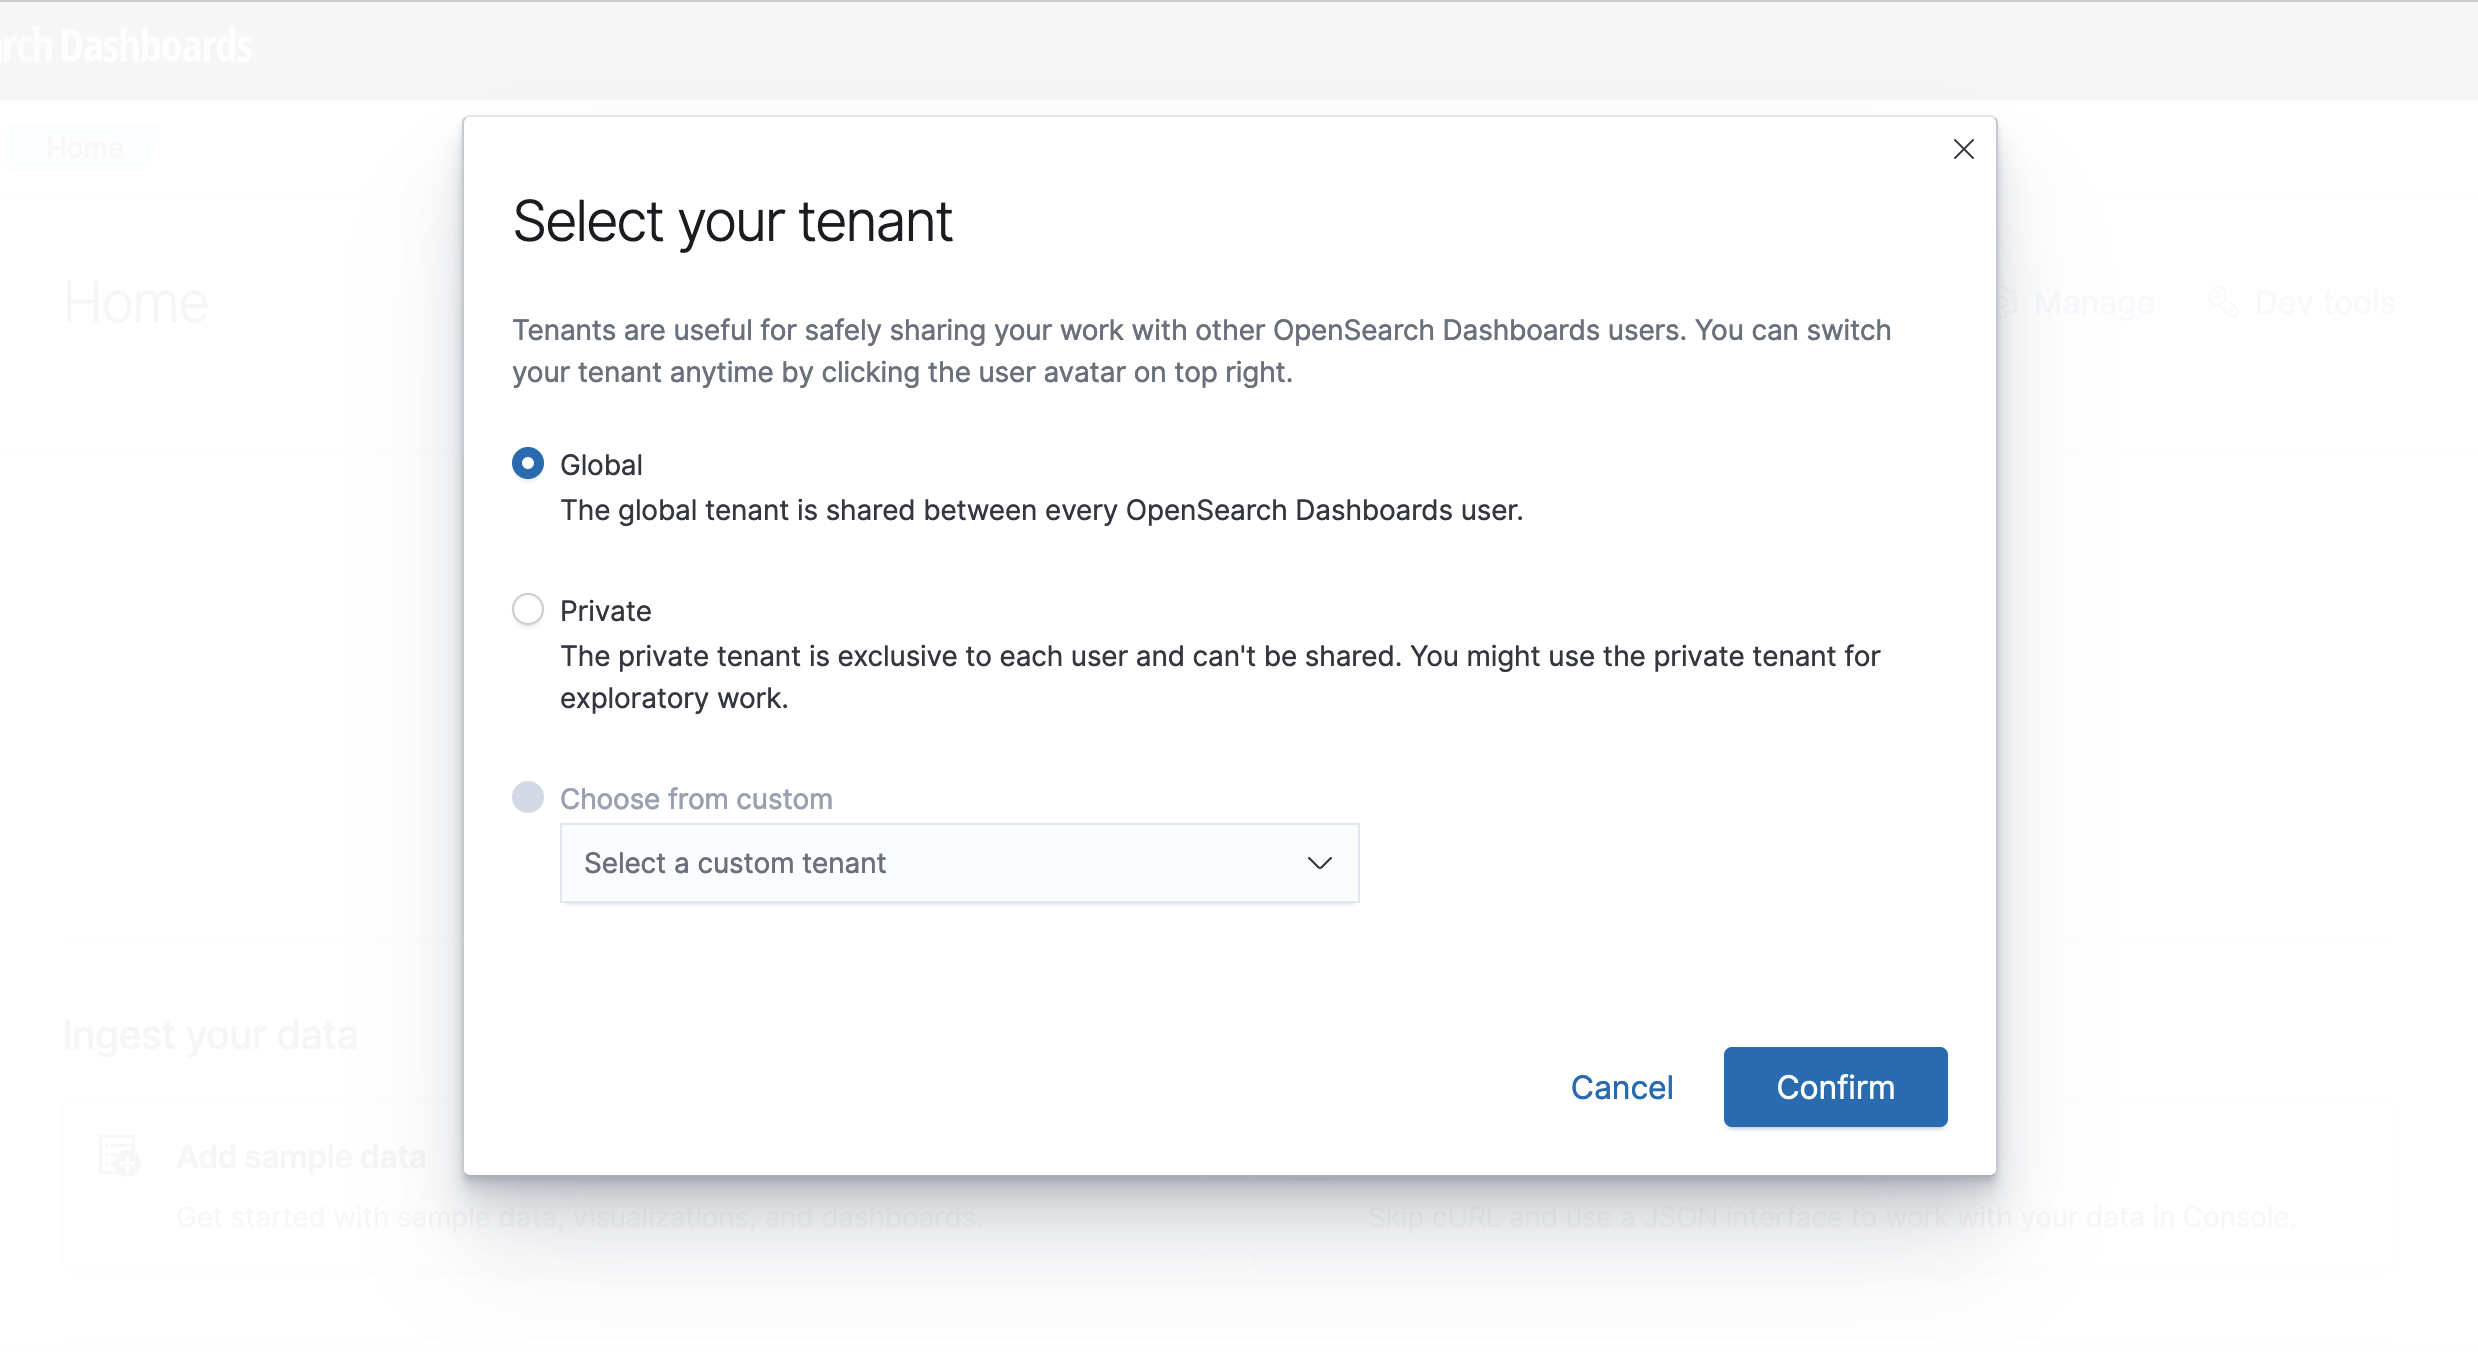 Dashboards
Home
Home
Manage
Dev tools
Select your tenant
Tenants are useful for safely sharing your work with other OpenSearch Dashboards users. You can switch
your tenant anytime by clicking the user avatar on top right.
Global
The global tenant is shared between every OpenSearch Dashboards user.
Private
The private tenant is exclusive to each user and can't be shared. You might use the private tenant for
exploratory work.
Choose from custom
Select a custom tenant
Cancel
Confirm
Ingest your data
Add sample data
Get started with sample data, visualizations, and dashboards.
Skip cURL and use a JSON interface to work with your data in Console.